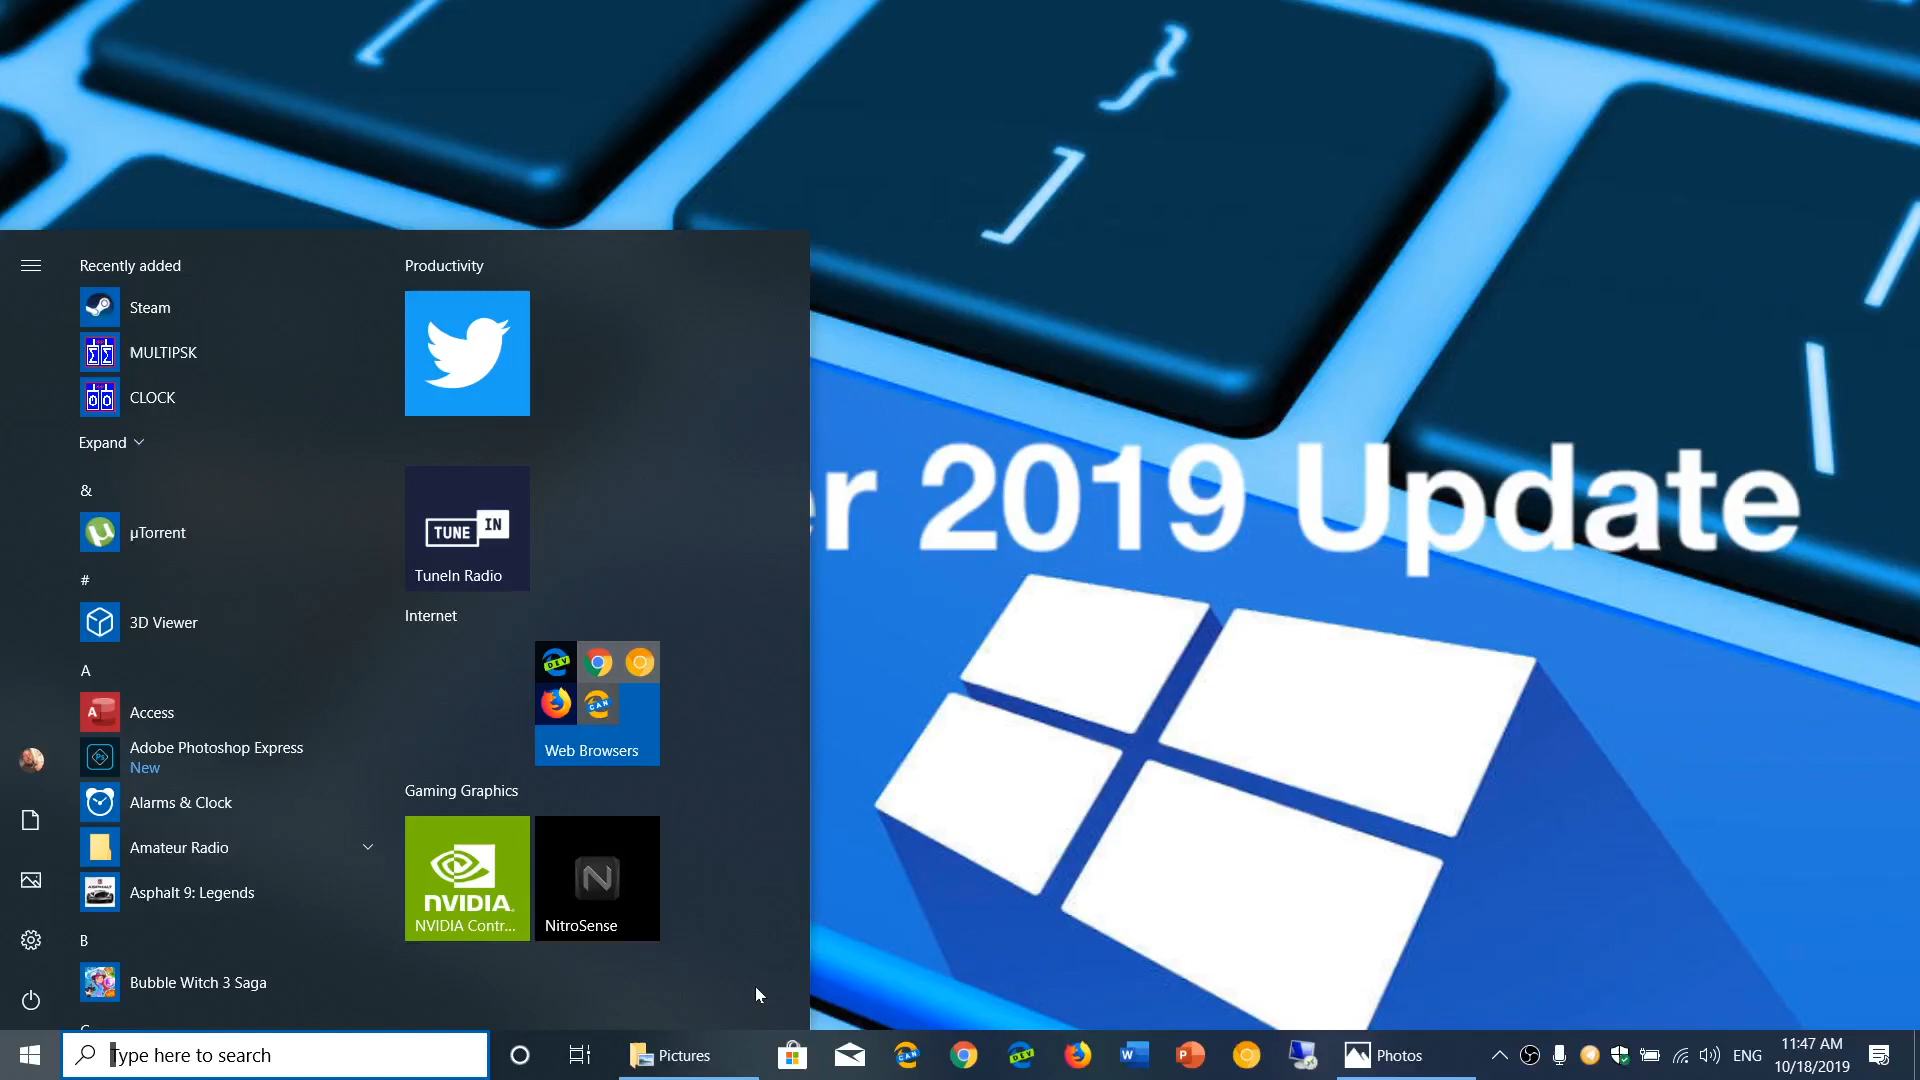 }
]
er 2019 Update
Recently added
Steam
MULTIPSK
CLOCK
Expand
&
µTorrent
#
3D Viewer
A
Access
Adobe Photoshop Express
New
Alarms & Clock
Amateur Radio
Asphalt 9: Legends
B
Bubble Witch 3 Saga
Productivity
TUNE IN
TuneIn Radio
Internet
DEV
CAN
Web Browsers
Gaming Graphics
NVIDIA
NVIDIA Contr...
N
NitroSense
Type here to search
Pictures
CAN
DEV
Photos
ENG
11:47 AM
10/18/2019